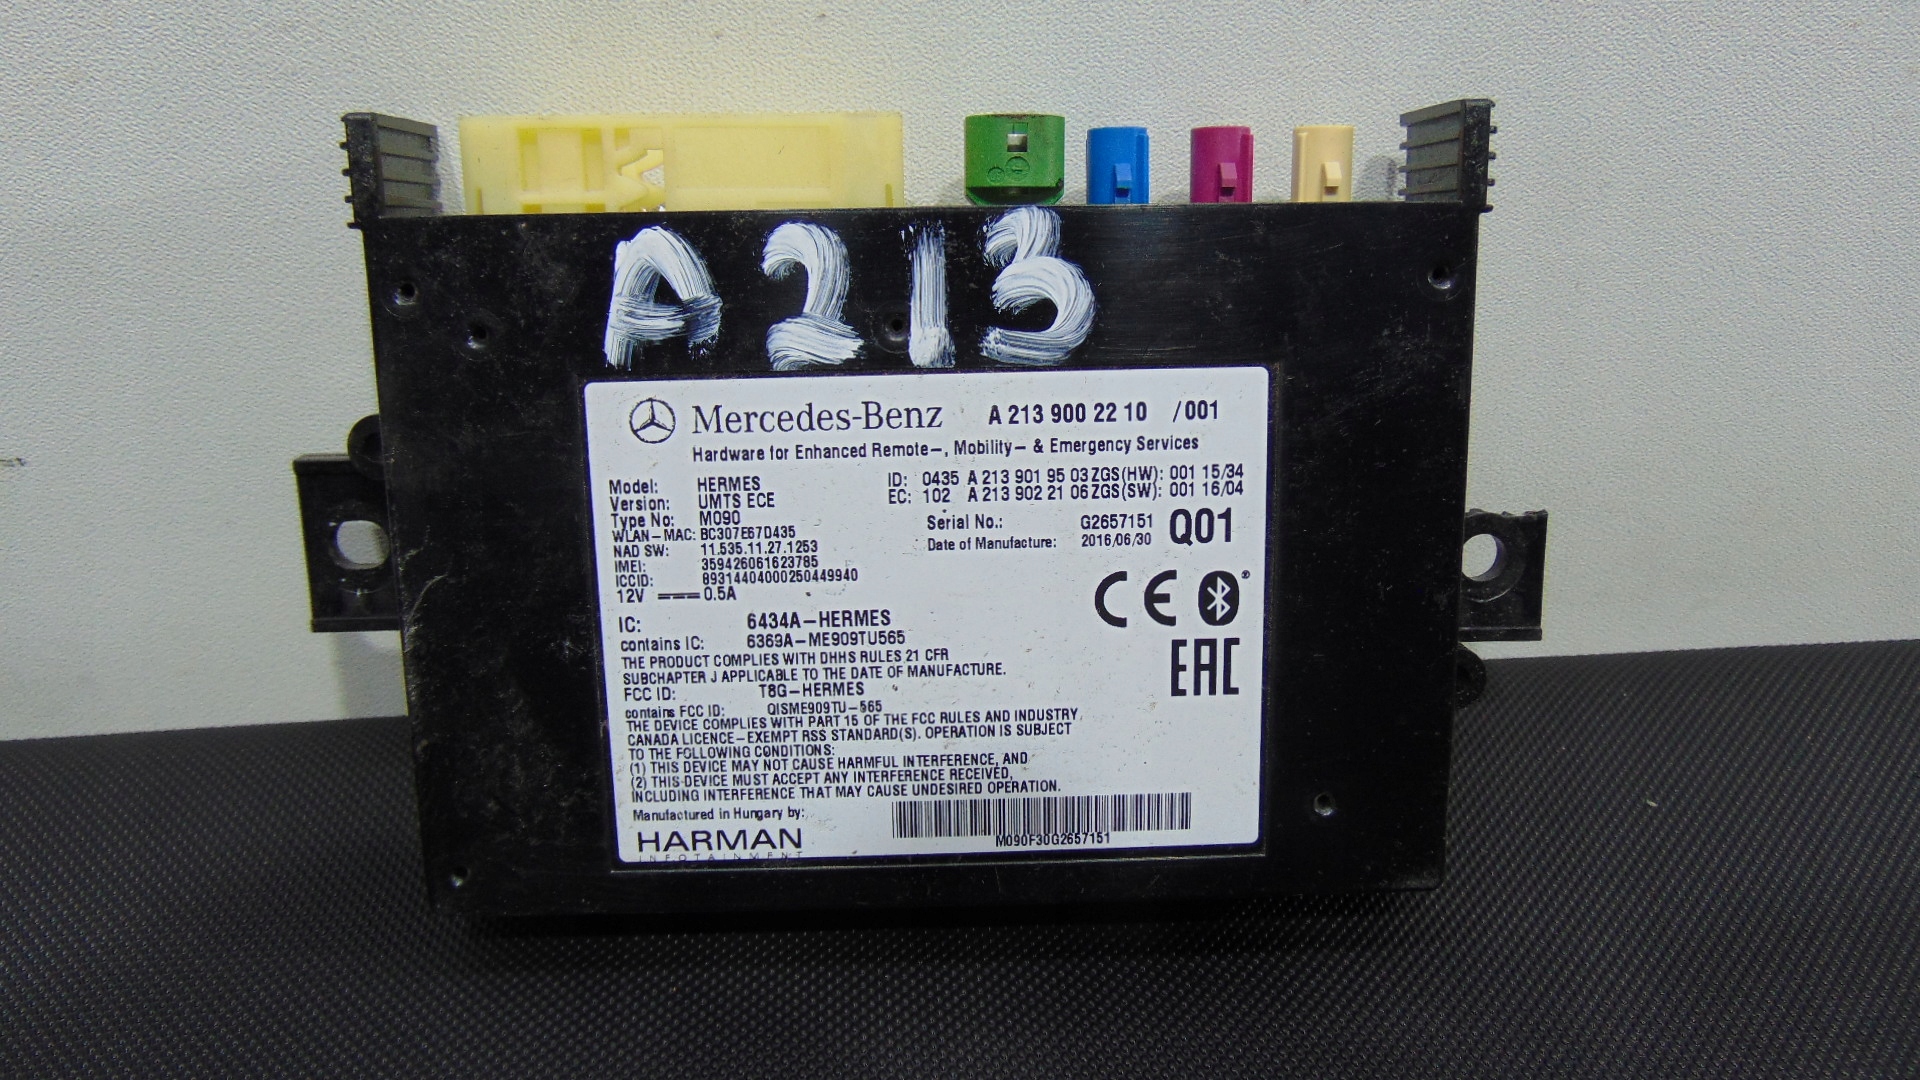 A213
Mercedes-Benz A 213 900 22 10 /001
Hardware for Enhanced Remote-, Mobility- & Emergency Services
Model: HERMES
Version: UMTS ECE
Type No: M090
WLAN-MAC: BC307E67D435
NAD SW: 11.535.11.27.1253
IMEI: 359426061623785
ICCID: 89314404000250449940
12V 0.5A
ID: 0435 A 213 901 95 03 ZGS(HW): 001 15/34
EC: 102 A 213 902 21 06 ZGS(SW): 001 16/04
Serial No.: G2657151 Q01
Date of Manufacture: 2016/06/30
CE
EAC
IC: 6434A-HERMES
contains IC: 6369A-ME909TU565
THE PRODUCT COMPLIES WITH DHHS RULES 21 CFR
SUBCHAPTER J APPLICABLE TO THE DATE OF MANUFACTURE.
FCC ID: T8G-HERMES
contains FCC ID: QISME909TU-565
THE DEVICE COMPLIES WITH PART 15 OF THE FCC RULES AND INDUSTRY
CANADA LICENCE-EXEMPT RSS STANDARD(S). OPERATION IS SUBJECT
TO THE FOLLOWING CONDITIONS:
(1) THIS DEVICE MAY NOT CAUSE HARMFUL INTERFERENCE, AND
(2) THIS DEVICE MUST ACCEPT ANY INTERFERENCE RECEIVED,
INCLUDING INTERFERENCE THAT MAY CAUSE UNDESIRED OPERATION.
Manufactured in Hungary by:
HARMAN
INFOTAINMENT
M090F30G2657151